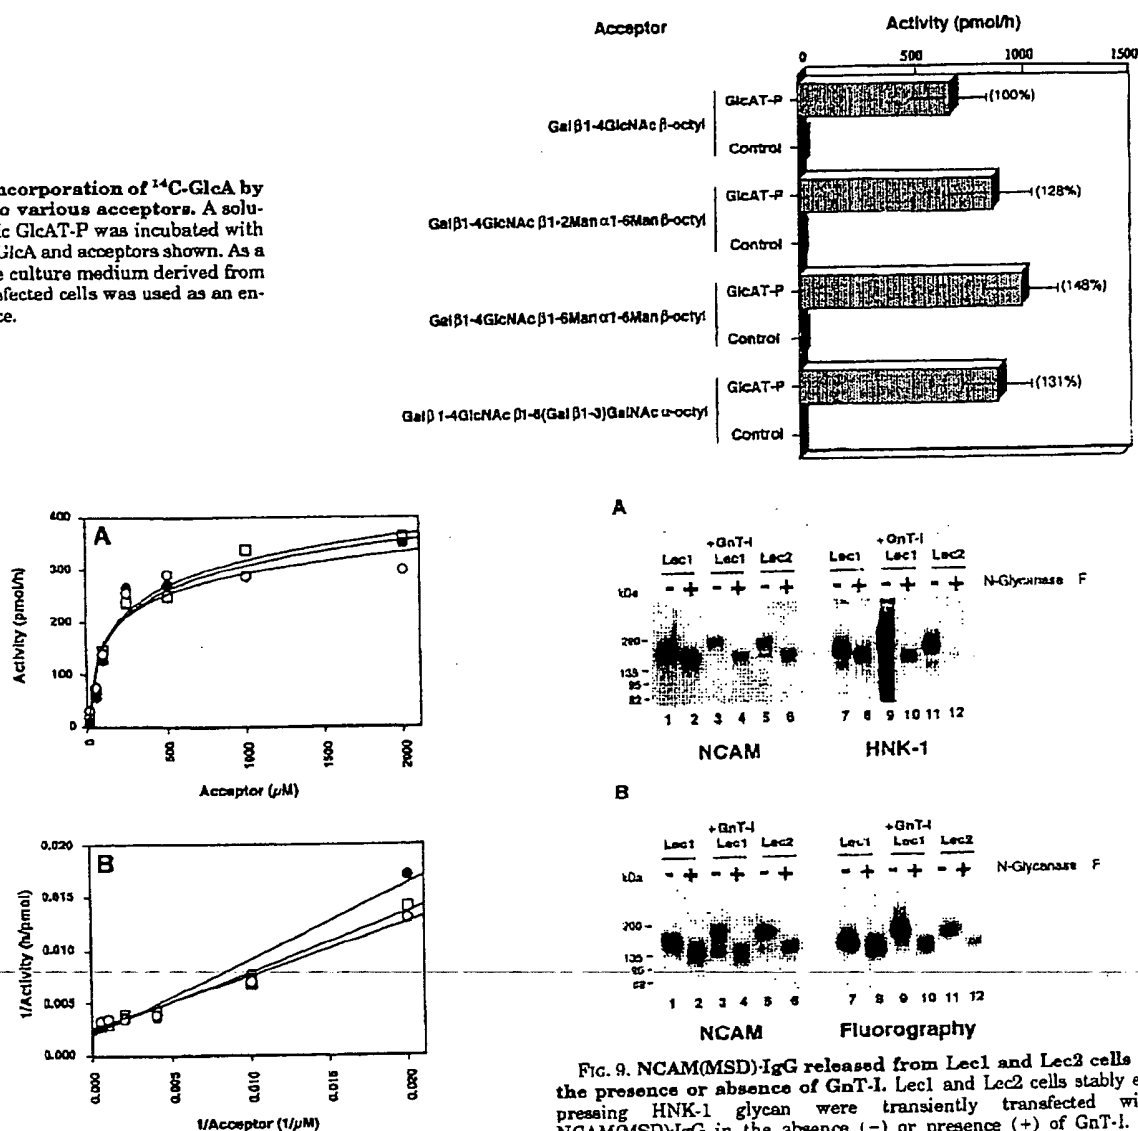 Acceptor
Activity (pmol/h)
0 500 1000 1500
Galβ1-4GlcNAc β-octyl
GlcAT-P
(100%)
Control
Galβ1-4GlcNAc β1-2Man α1-6Man β-octyl
GlcAT-P
(128%)
Control
Galβ1-4GlcNAc β1-6Man α1-6Man β-octyl
GlcAT-P
(148%)
Control
Galβ1-4GlcNAc β1-6(Galβ1-3)GalNAc α-octyl
GlcAT-P
(131%)
Control
ncorporation of ¹⁴C-GlcA by
o various acceptors. A solu-
ic GlcAT-P was incubated with
GlcA and acceptors shown. As a
e culture medium derived from
nfected cells was used as an en-
ce.
A
400
300
200
100
0
Activity (pmol/h)
0 500 1000 1500 2000
Acceptor (μM)
B
0.020
0.015
0.010
0.005
0.000
1/Activity (h/pmol)
0.000 0.005 0.010 0.015 0.020
1/Acceptor (1/μM)
A
+GnT-I
Lec1 Lec1 Lec2
+GnT-I
Lec1 Lec1 Lec2
- + - + - +
- + - + - +
N-Glycanase F
kDa
200-
135-
95-
82-
1 2 3 4 5 6
7 8 9 10 11 12
NCAM
HNK-1
B
+GnT-I
Lec1 Lec1 Lec2
+GnT-I
Lec1 Lec1 Lec2
- + - + - +
- + - + - +
N-Glycanase F
kDa
200-
135-
1 2 3 4 5 6
7 8 9 10 11 12
NCAM
Fluorography
FIG. 9. NCAM(MSD)-IgG released from Lec1 and Lec2 cells
the presence or absence of GnT-I. Lec1 and Lec2 cells stably e
pressing HNK-1 glycan were transiently transfected wi
NCAM(MSD)-IgG in the absence (−) or presence (+) of GnT-I.